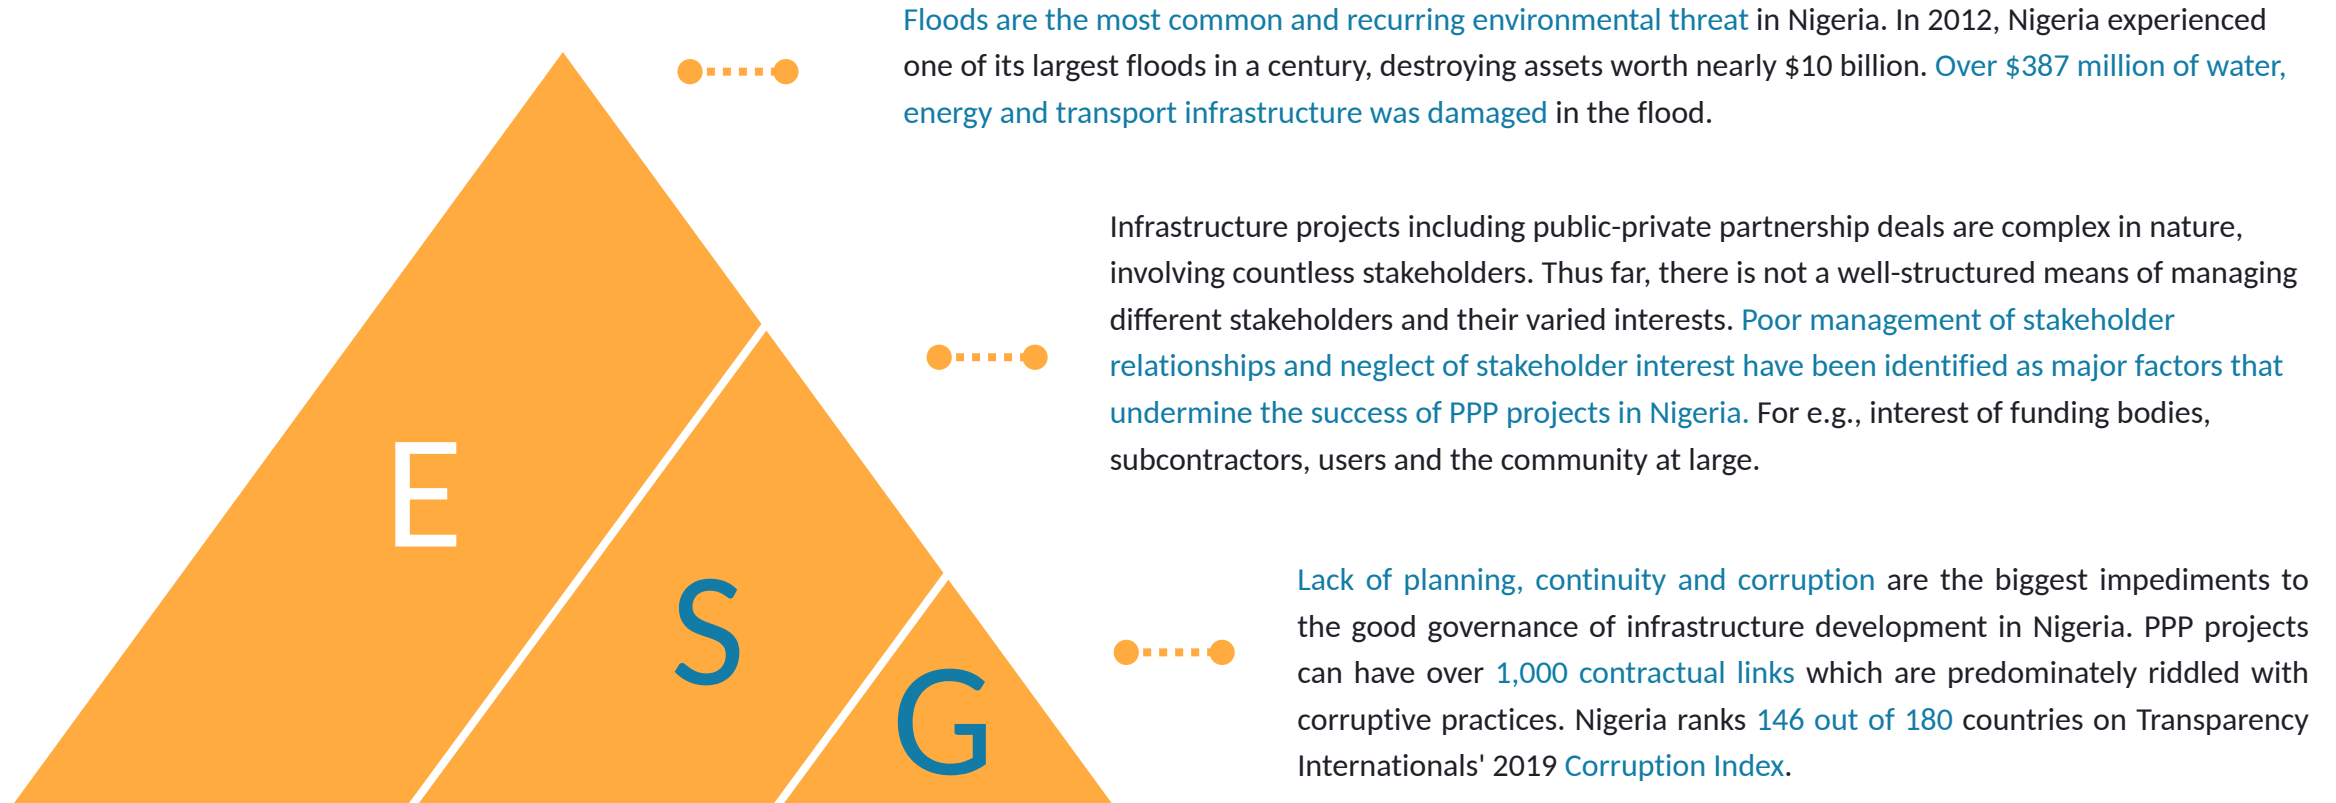 Floods are the most common and recurring environmental threat in Nigeria. In 2012, Nigeria experienced
one of its largest floods in a century, destroying assets worth nearly $10 billion. Over $387 million of water,
energy and transport infrastructure was damaged in the flood.
Infrastructure projects including public-private partnership deals are complex in nature,
involving countless stakeholders. Thus far, there is not a well-structured means of managing
different stakeholders and their varied interests. Poor management of stakeholder
relationships and neglect of stakeholder interest have been identified as major factors that
undermine the success of PPP projects in Nigeria. For e.g., interest of funding bodies,
subcontractors, users and the community at large.
E
S
G
Lack of planning, continuity and corruption are the biggest impediments to
the good governance of infrastructure development in Nigeria. PPP projects
can have over 1,000 contractual links which are predominately riddled with
corruptive practices. Nigeria ranks 146 out of 180 countries on Transparency
Internationals' 2019 Corruption Index.